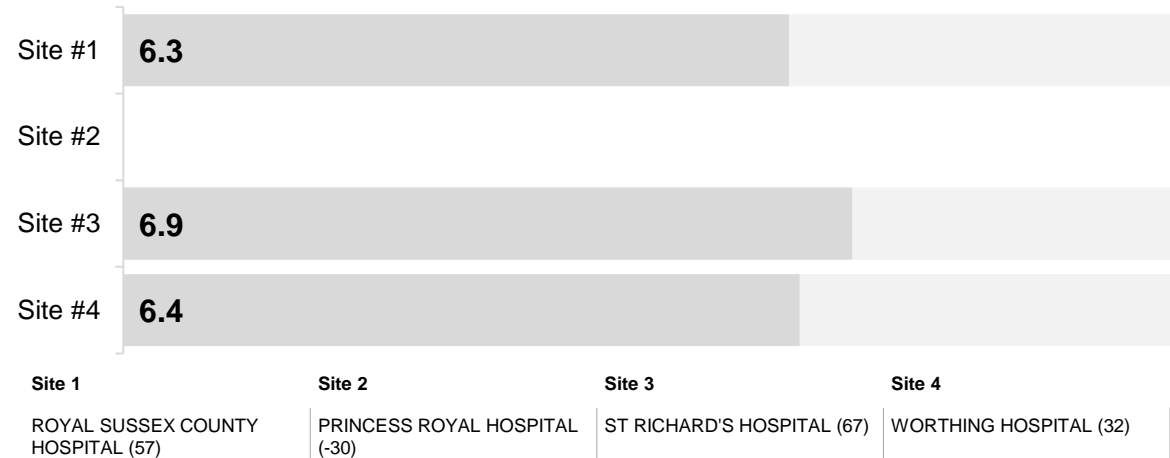 Site #1
6.3
Site #2
Site #3
6.9
Site #4
6.4
Site 1
Site 2
Site 3
Site 4
ROYAL SUSSEX COUNTY
HOSPITAL (57)
PRINCESS ROYAL HOSPITAL
(-30)
ST RICHARD'S HOSPITAL (67)
WORTHING HOSPITAL (32)